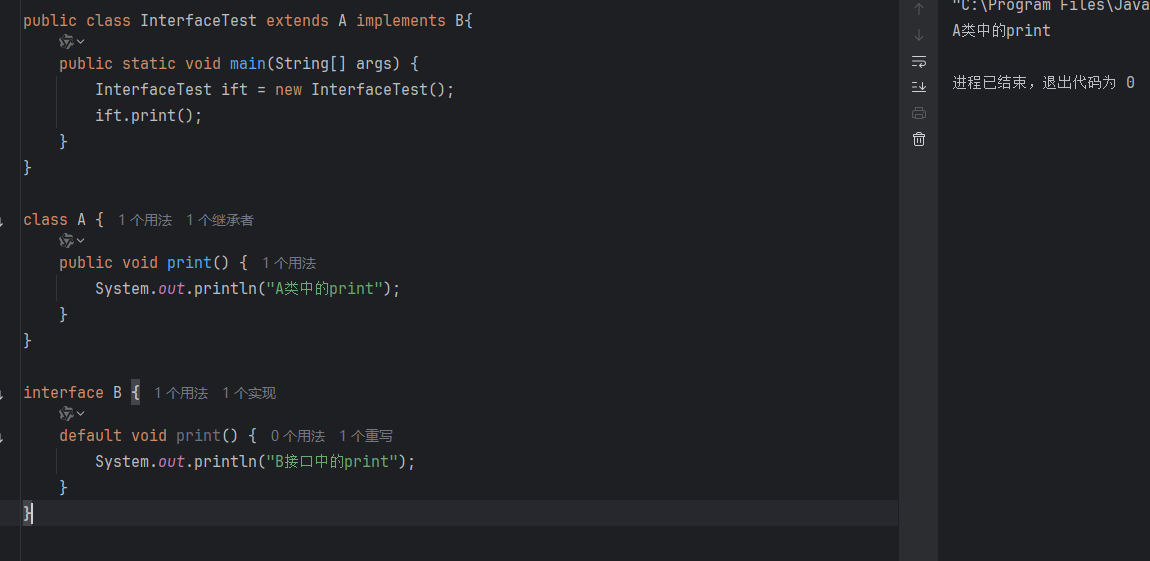 public class InterfaceTest extends A implements B{
public static void main(String[] args) {
InterfaceTest ift = new InterfaceTest();
ift.print();
}
}
class A { 1 个用法 1 个继承者
public void print() { 1 个用法
System.out.println("A类中的print");
}
}
interface B { 1 个用法 1 个实现
default void print() { 0 个用法 1 个重写
System.out.println("B接口中的print");
}
}
"C:\Program Files\Java
A类中的print
进程已结束，退出代码为 0